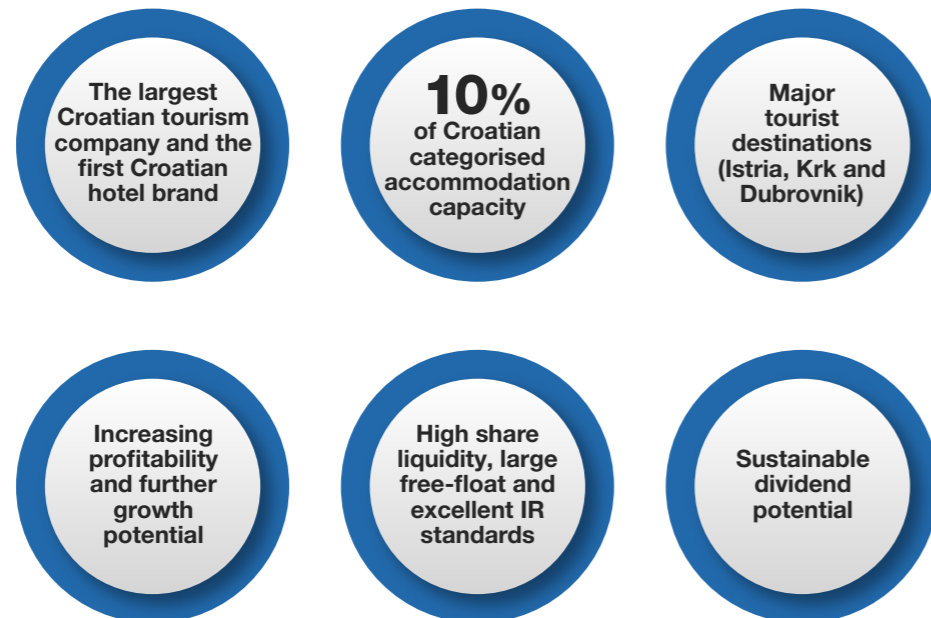 The largest
Croatian tourism
company and the
first Croatian
hotel brand
10%
of Croatian
categorised
accommodation
capacity
Major
tourist
destinations
(Istria, Krk and
Dubrovnik)
Increasing
profitability
and further
growth
potential
High share
liquidity, large
free-float and
excellent IR
standards
Sustainable
dividend
potential